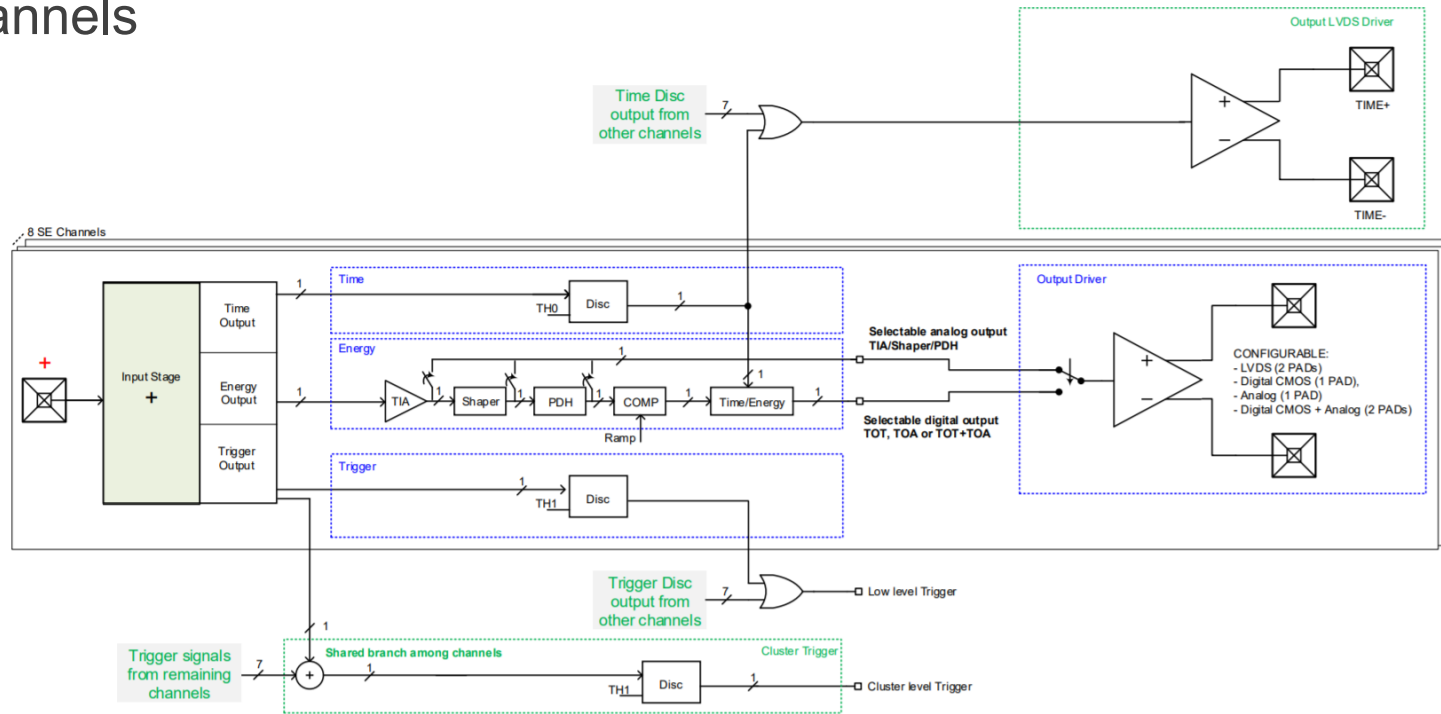 annels
Output LVDS Driver
Time Disc
output from
other channels
7
+
−
TIME+
TIME-
8 SE Channels
+
Input Stage
+
Time
Output
Energy
Output
Trigger
Output
1
Time
TH0
Disc
1
Energy
1
TIA
1
Shaper
1
PDH
1
COMP
Ramp
1
1
Time/Energy
1
1
Selectable analog output
TIA/Shaper/PDH
Selectable digital output
TOT, TOA or TOT+TOA
Output Driver
+
−
CONFIGURABLE:
- LVDS (2 PADs)
- Digital CMOS (1 PAD),
- Analog (1 PAD)
- Digital CMOS + Analog (2 PADs)
Trigger
1
TH1
Disc
Trigger Disc
output from
other channels
7
Low level Trigger
1
Trigger signals
from remaining
channels
7
+
Shared branch among channels
Cluster Trigger
1
TH1
Disc
1
Cluster level Trigger